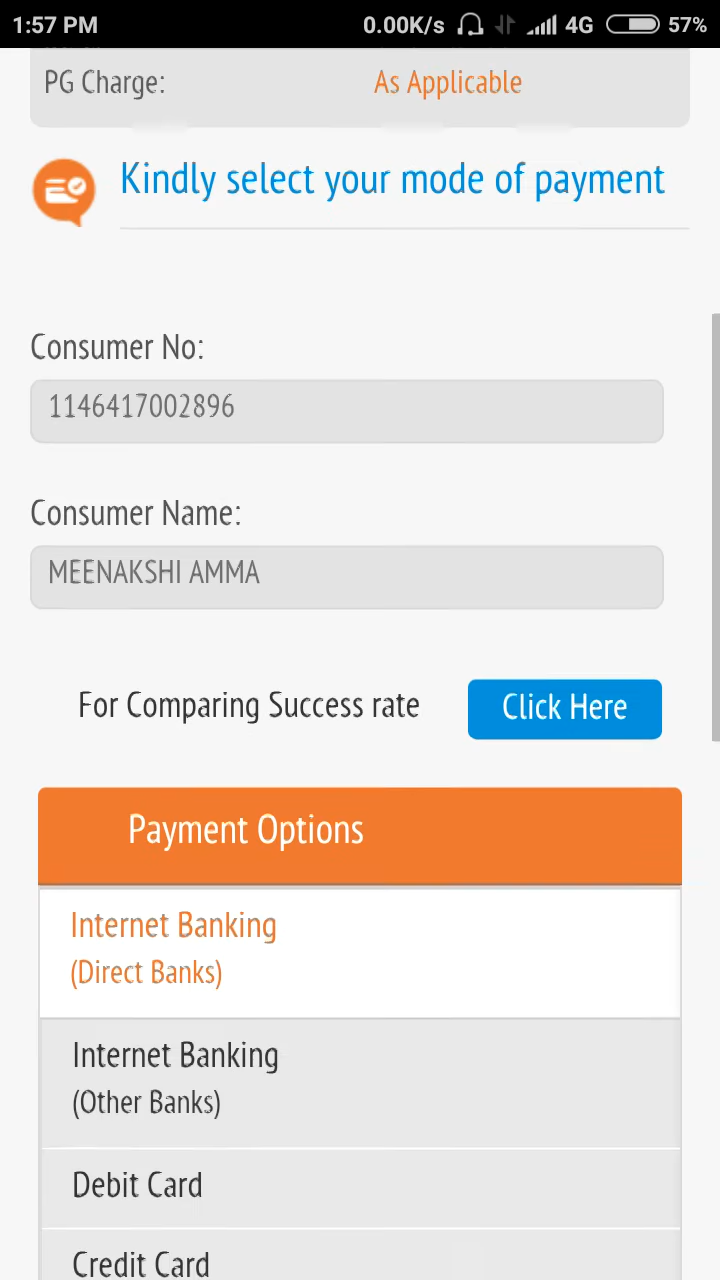 1:57 PM 0.00K/s 4G 57%
PG Charge: As Applicable
Kindly select your mode of payment
Consumer No:
1146417002896
Consumer Name:
MEENAKSHI AMMA
For Comparing Success rate Click Here
Payment Options
Internet Banking
(Direct Banks)
Internet Banking
(Other Banks)
Debit Card
Credit Card